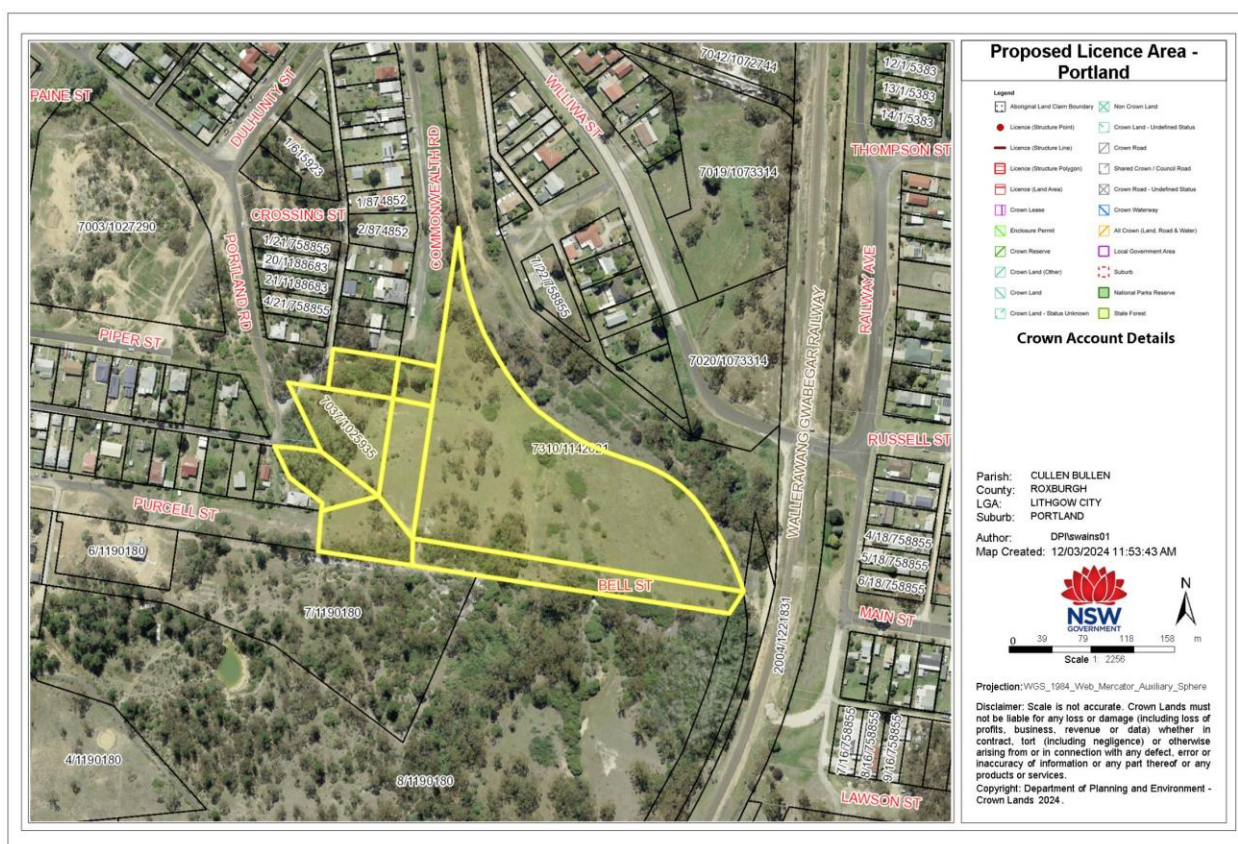 PAINE ST
DULHUNTY ST
1/615923
7003/1027290
CROSSING ST
1/874852
2/874852
COMMONWEALTH RD
WILLIWA ST
7042/1072744
12/1/5383
13/1/5383
14/1/5383
THOMPSON ST
7019/1073314
1/21/758855
20/1188683
21/1188683
4/21/758855
PORTLAND RD
7/22/758855
RAILWAY AVE
PIPER ST
7020/1073314
WALLERAWANG GWABEGAR RAILWAY
7037/1025935
7310/1142021
RUSSELL ST
PURCELL ST
6/1190180
4/18/758855
5/18/758855
6/18/758855
BELL ST
7/1190180
MAIN ST
2004/1221831
4/1190180
8/1190180
7/16/758855
8/16/758855
9/16/758855
LAWSON ST
Proposed Licence Area -
Portland
Legend
Aboriginal Land Claim Boundary
Licence (Structure Point)
Licence (Structure Line)
Licence (Structure Polygon)
Licence (Land Area)
Crown Lease
Enclosure Permit
Crown Reserve
Crown Land (Other)
Crown Land
Crown Land - Status Unknown
Non Crown Land
Crown Land - Undefined Status
Crown Road
Shared Crown / Council Road
Crown Road - Undefined Status
Crown Waterway
All Crown (Land, Road & Water)
Local Government Area
Suburb
National Parks Reserve
State Forest
Crown Account Details
Parish: CULLEN BULLEN
County: ROXBURGH
LGA: LITHGOW CITY
Suburb: PORTLAND
Author: DPI\swains01
Map Created: 12/03/2024 11:53:43 AM
NSW
GOVERNMENT
N
0 39 79 118 158 m
Scale 1: 2256
Projection: WGS_1984_Web_Mercator_Auxiliary_Sphere
Disclaimer: Scale is not accurate. Crown Lands must
not be liable for any loss or damage (including loss of
profits, business, revenue or data) whether in
contract, tort (including negligence) or otherwise
arising from or in connection with any defect, error or
inaccuracy of information or any part thereof or any
products or services.
Copyright: Department of Planning and Environment -
Crown Lands 2024 .